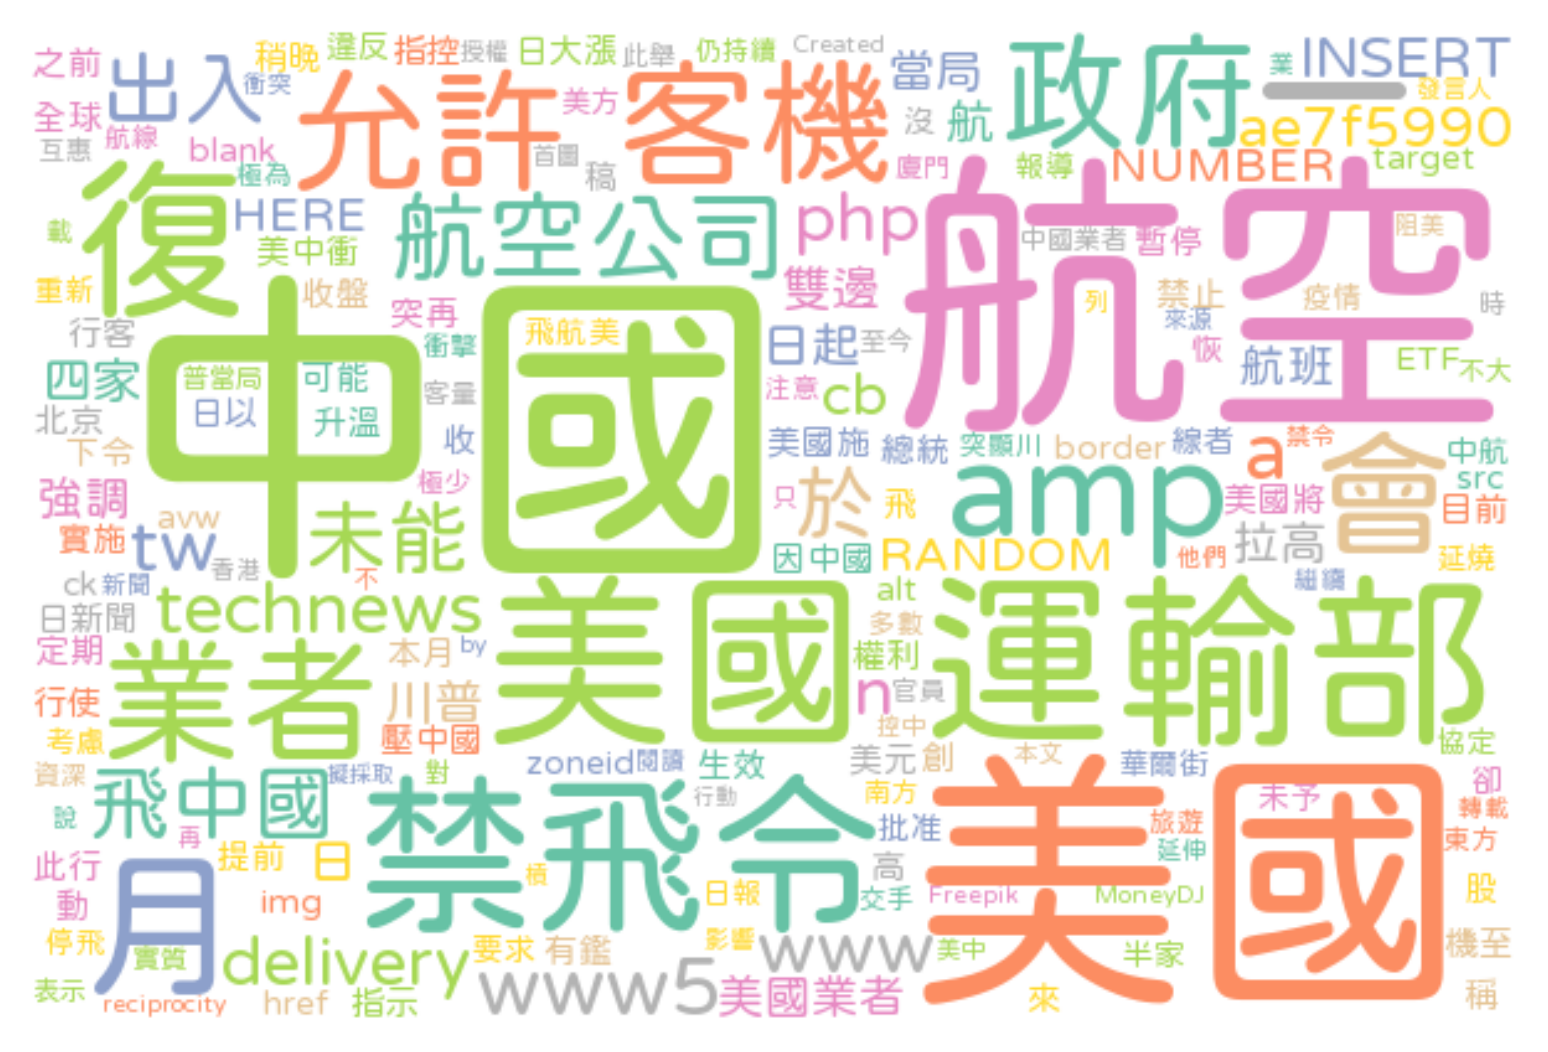 之前
出入
稍晚
違反
指控
授權
日大漲
此舉
仍持續
Created
當局
政府
業
INSERT
衝突
允許
美方
客機
一
發言人
全球
航線
沒
航
ae7f5990
互惠
blank
首圖
稿
廈門
報導
NUMBER
target
復
極為
HERE
航空公司
php
航空
載
美中衝
中國業者
暫停
阻美
重新
收盤
突再
雙邊
列
禁止
疫情
時
行客
中國
飛航美
衝擊
日起
至今
來源
恢
航班
ETF
不大
四家
普當局
可能
客量
注意
cb
北京
日以
升溫
收
美國施
總統
突顯川
border
線者
a
禁令
會
中航
下令
極少
只
於
飛
amp
美國將
src
目前
強調
avw
未能
實施
tw
香港
不
因中國
RANDOM
他們
拉高
延燒
ck
新聞
technews
美國
alt
運輸部
繼續
日新聞
多數
定期
業者
本月
by
權利
行使
川普
n
官員
考慮
壓中國
控中
協定
資深
飛中國
擬採取
對
zoneid
閱讀
生效
美元
創
本文
華爾街
美國
卻
說
再
禁飛令
行動
南方
批准
未予
轉載
旅遊
東方
延伸
此行
月
提前
日
槓
高
動
img
日報
交手
Freepik
MoneyDJ
股
停飛
實質
delivery
要求
有鑑
影響
www
美中
半家
機至
表示
reciprocity
href
指示
www5
美國業者
來
稱